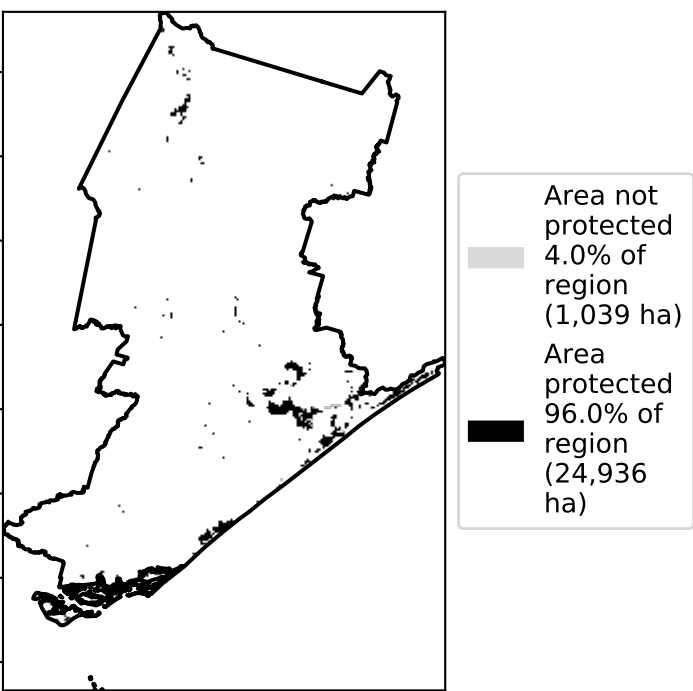 Area not
protected
4.0% of
region
(1,039 ha)
Area
protected
96.0% of
region
(24,936
ha)